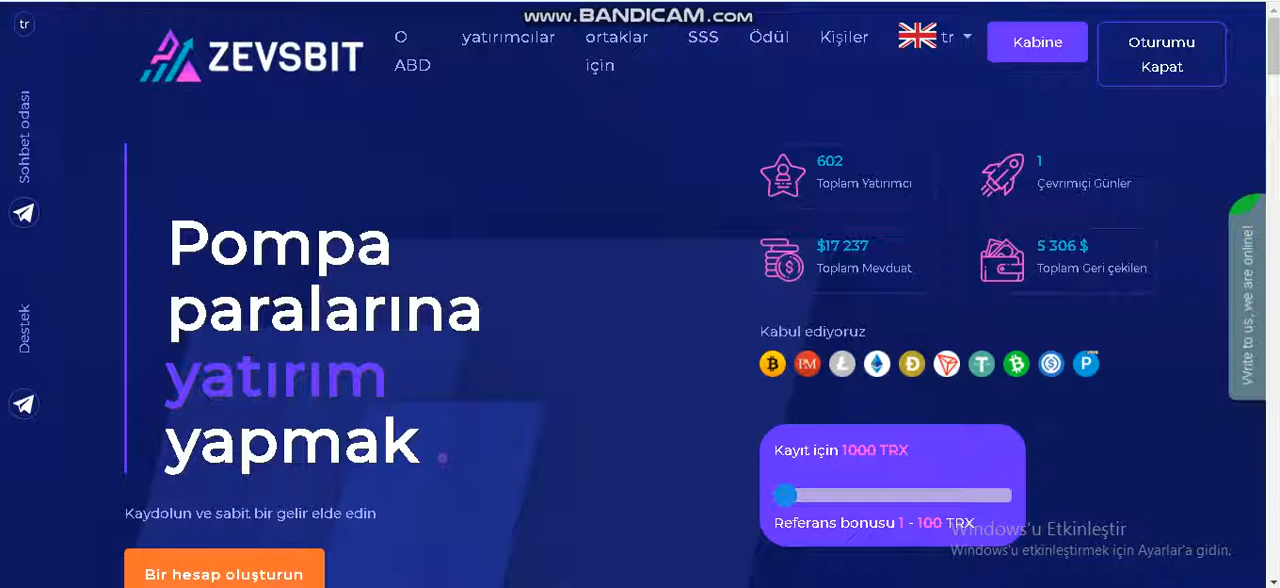 www.BANDICAM.com
tr
ZEVSBIT
O ABD
yatırımcılar
ortaklar için
SSS
Ödül
Kişiler
tr
Kabine
Oturumu Kapat
Sohbet odası
Destek
Pompa
paralarına
yatırım
yapmak .
Kaydolun ve sabit bir gelir elde edin
Bir hesap oluşturun
602
Toplam Yatırımcı
1
Çevrimiçi Günler
$17 237
Toplam Mevduat
5 306 $
Toplam Geri çekilen
Kabul ediyoruz
PM
Kayıt için 1000 TRX
Referans bonusu 1 - 100 TRX
Write to us, we are online!
Windows'u Etkinleştir
Windows'u etkinleştirmek için Ayarlar'a gidin.